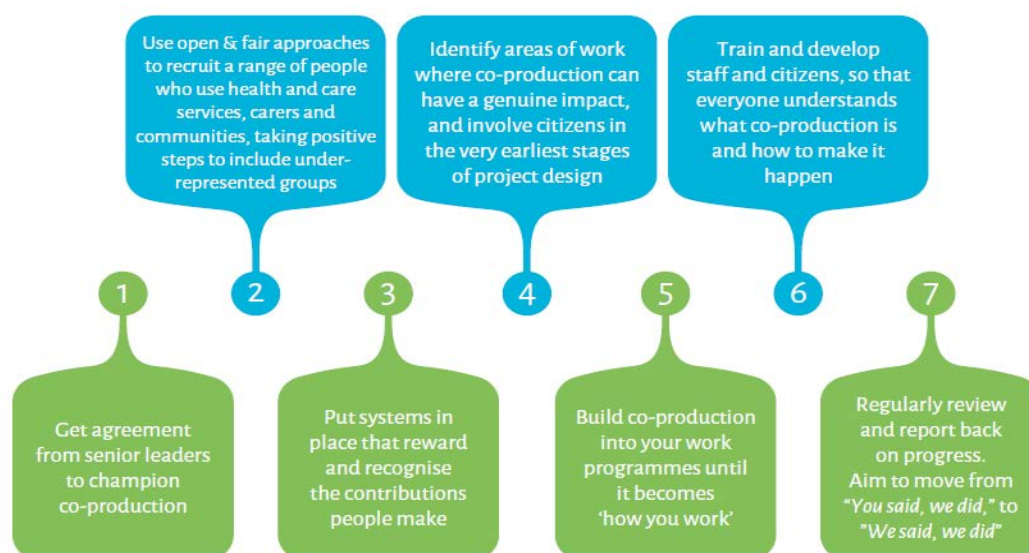 1
Get agreement
from senior leaders
to champion
co-production
2
Use open & fair approaches
to recruit a range of people
who use health and care
services, carers and
communities, taking positive
steps to include under-
represented groups
3
Put systems in
place that reward
and recognise
the contributions
people make
4
Identify areas of work
where co-production can
have a genuine impact,
and involve citizens in
the very earliest stages
of project design
5
Build co-production
into your work
programmes until
it becomes
‘how you work’
6
Train and develop
staff and citizens, so that
everyone understands
what co-production is
and how to make it
happen
7
Regularly review
and report back
on progress.
Aim to move from
“You said, we did,” to
”We said, we did”